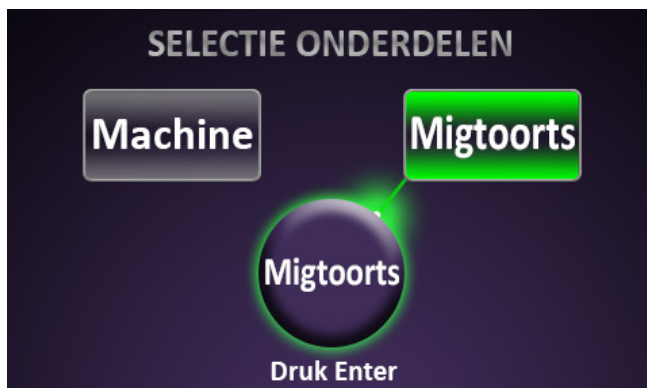 SELECTIE ONDERDELEN
Machine
Migtoorts
Migtoorts
Druk Enter